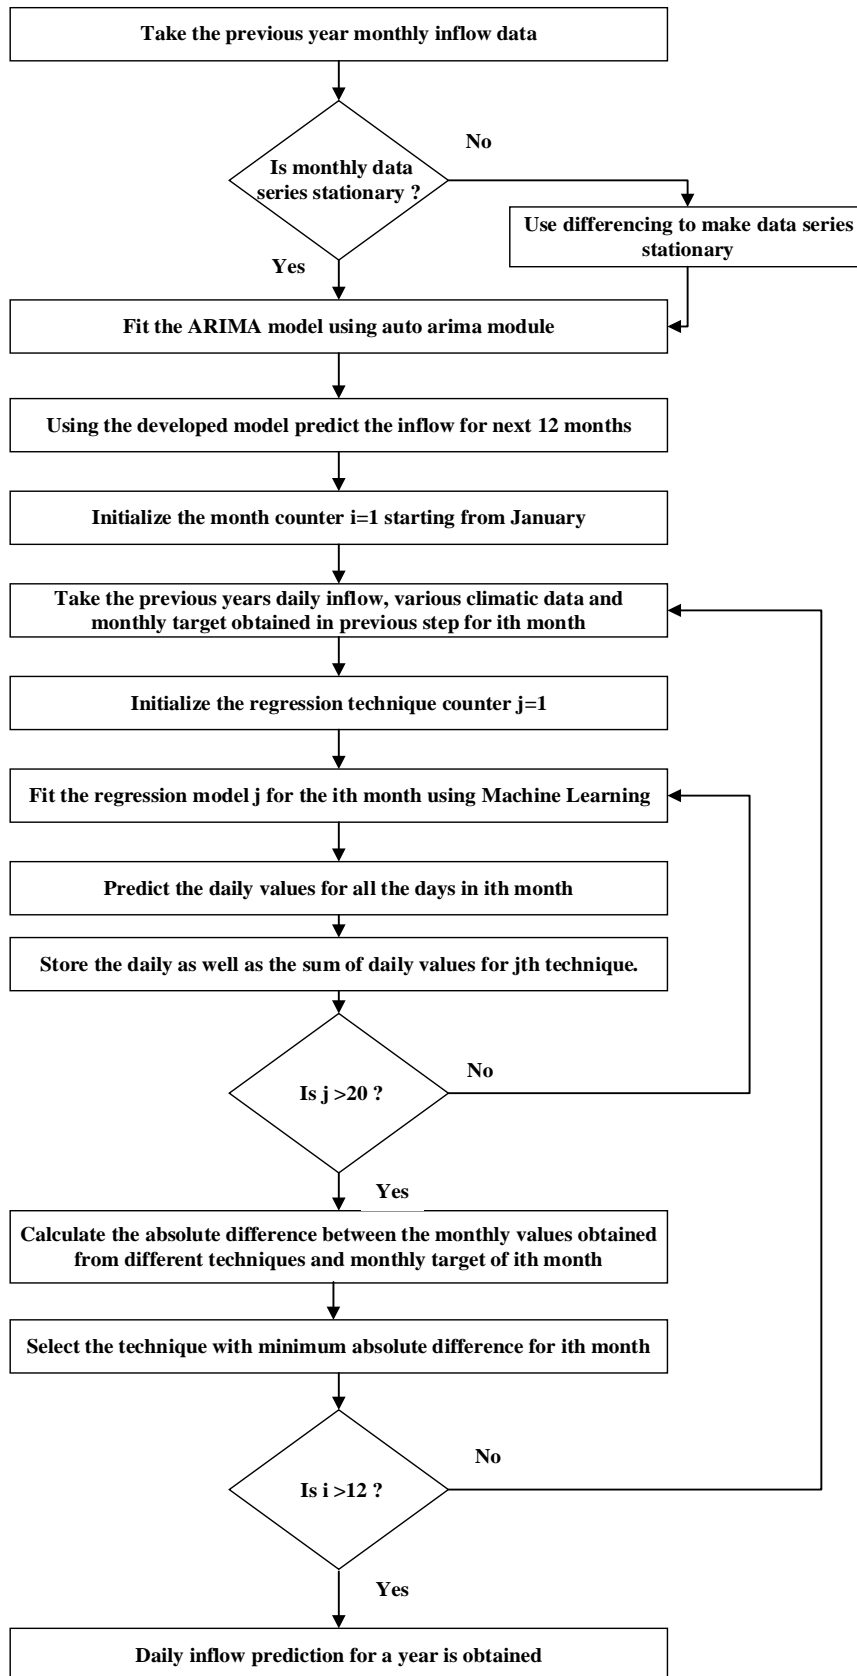 Take the previous year monthly inflow data
No
Is monthly data
series stationary ?
Use differencing to make data series
stationary
Yes
Fit the ARIMA model using auto arima module
Using the developed model predict the inflow for next 12 months
Initialize the month counter i=1 starting from January
Take the previous years daily inflow, various climatic data and
monthly target obtained in previous step for ith month
Initialize the regression technique counter j=1
Fit the regression model j for the ith month using Machine Learning
Predict the daily values for all the days in ith month
Store the daily as well as the sum of daily values for jth technique.
No
Is j >20 ?
Yes
Calculate the absolute difference between the monthly values obtained
from different techniques and monthly target of ith month
Select the technique with minimum absolute difference for ith month
No
Is i >12 ?
Yes
Daily inflow prediction for a year is obtained